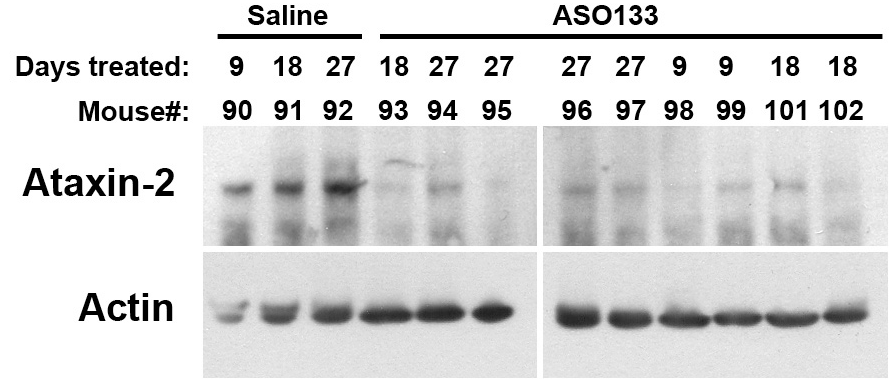 Saline ASO133
Days treated: 9 18 27 18 27 27 27 27 9 9 18 18
Mouse#: 90 91 92 93 94 95 96 97 98 99 101 102
Ataxin-2
Actin